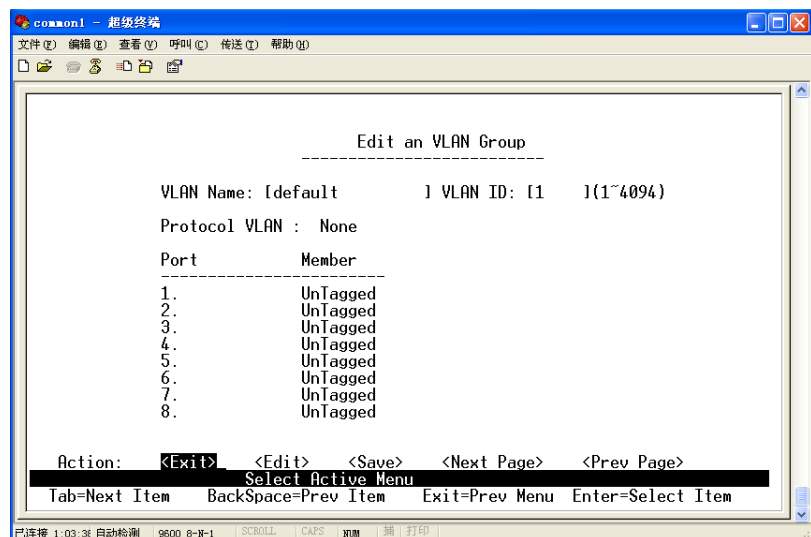 common1 - 超级终端
文件(F) 编辑(E) 查看(V) 呼叫(C) 传送(T) 帮助(H)
Edit an VLAN Group
--------------------------
VLAN Name: [default ] VLAN ID: [1 ](1~4094)
Protocol VLAN : None
Port Member
------------------------
1. UnTagged
2. UnTagged
3. UnTagged
4. UnTagged
5. UnTagged
6. UnTagged
7. UnTagged
8. UnTagged
Action: <Exit>_ <Edit> <Save> <Next Page> <Prev Page>
Select Active Menu
Tab=Next Item BackSpace=Prev Item Exit=Prev Menu Enter=Select Item
已连接 1:03:36 自动检测 9600 8-N-1 SCROLL CAPS NUM 捕 打印